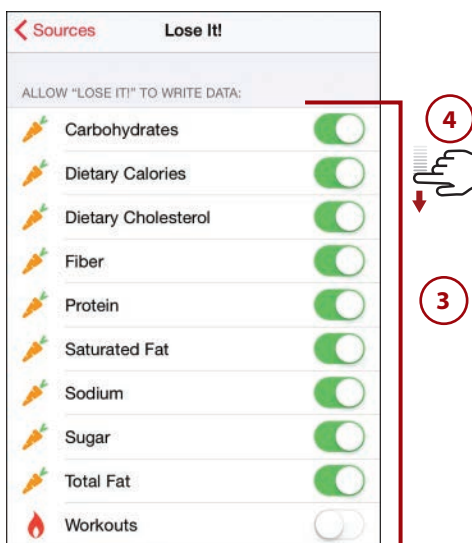 Sources Lose It!
ALLOW "LOSE IT!" TO WRITE DATA:
Carbohydrates
Dietary Calories
Dietary Cholesterol
Fiber
Protein
Saturated Fat
Sodium
Sugar
Total Fat
Workouts
4
3